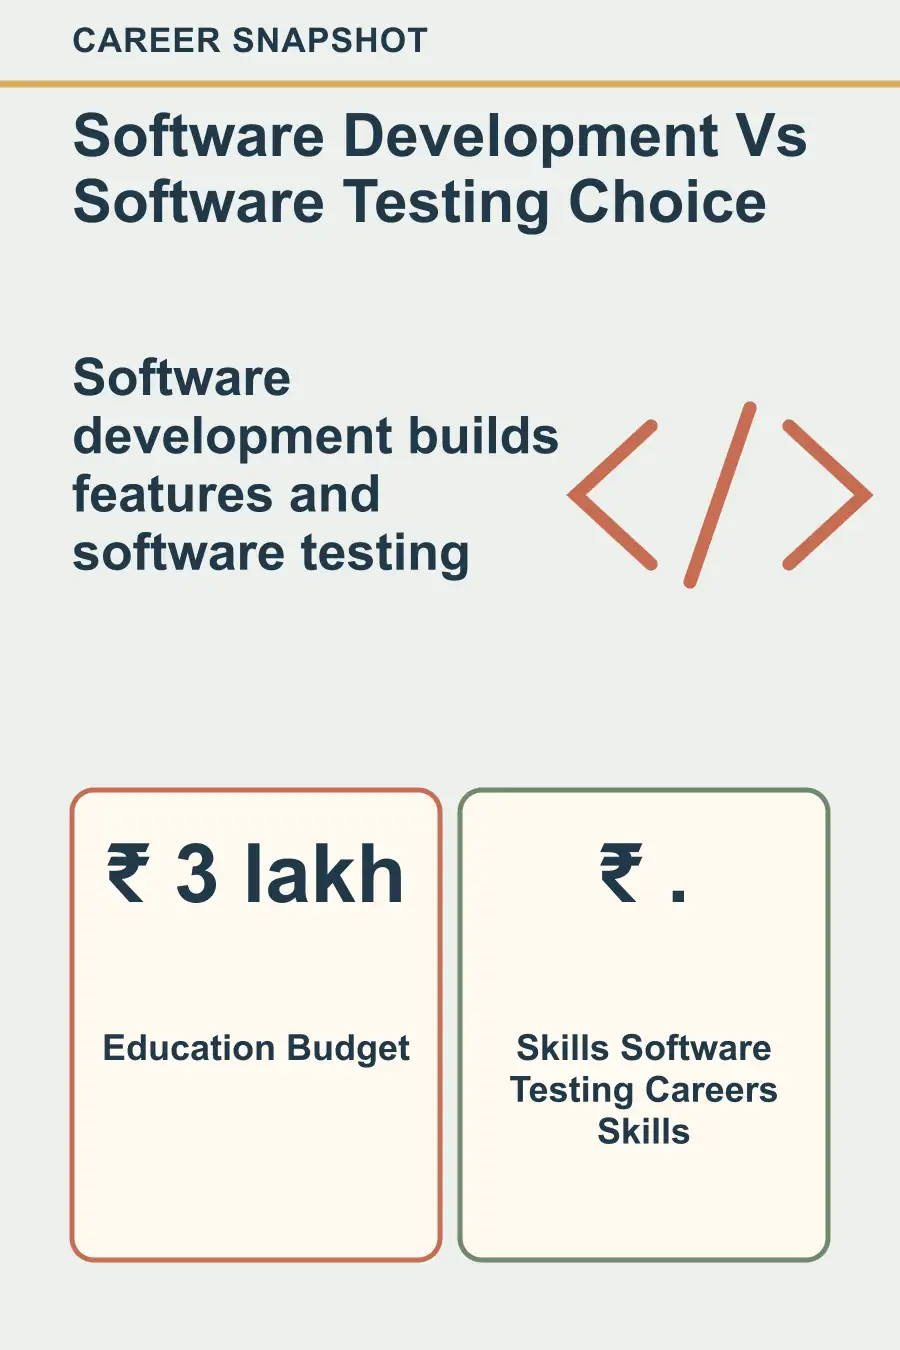 CAREER SNAPSHOT
Software Development Vs
Software Testing Choice
Software
development builds
features and
software testing
₹ 3 lakh
Education Budget
₹ .
Skills Software
Testing Careers
Skills